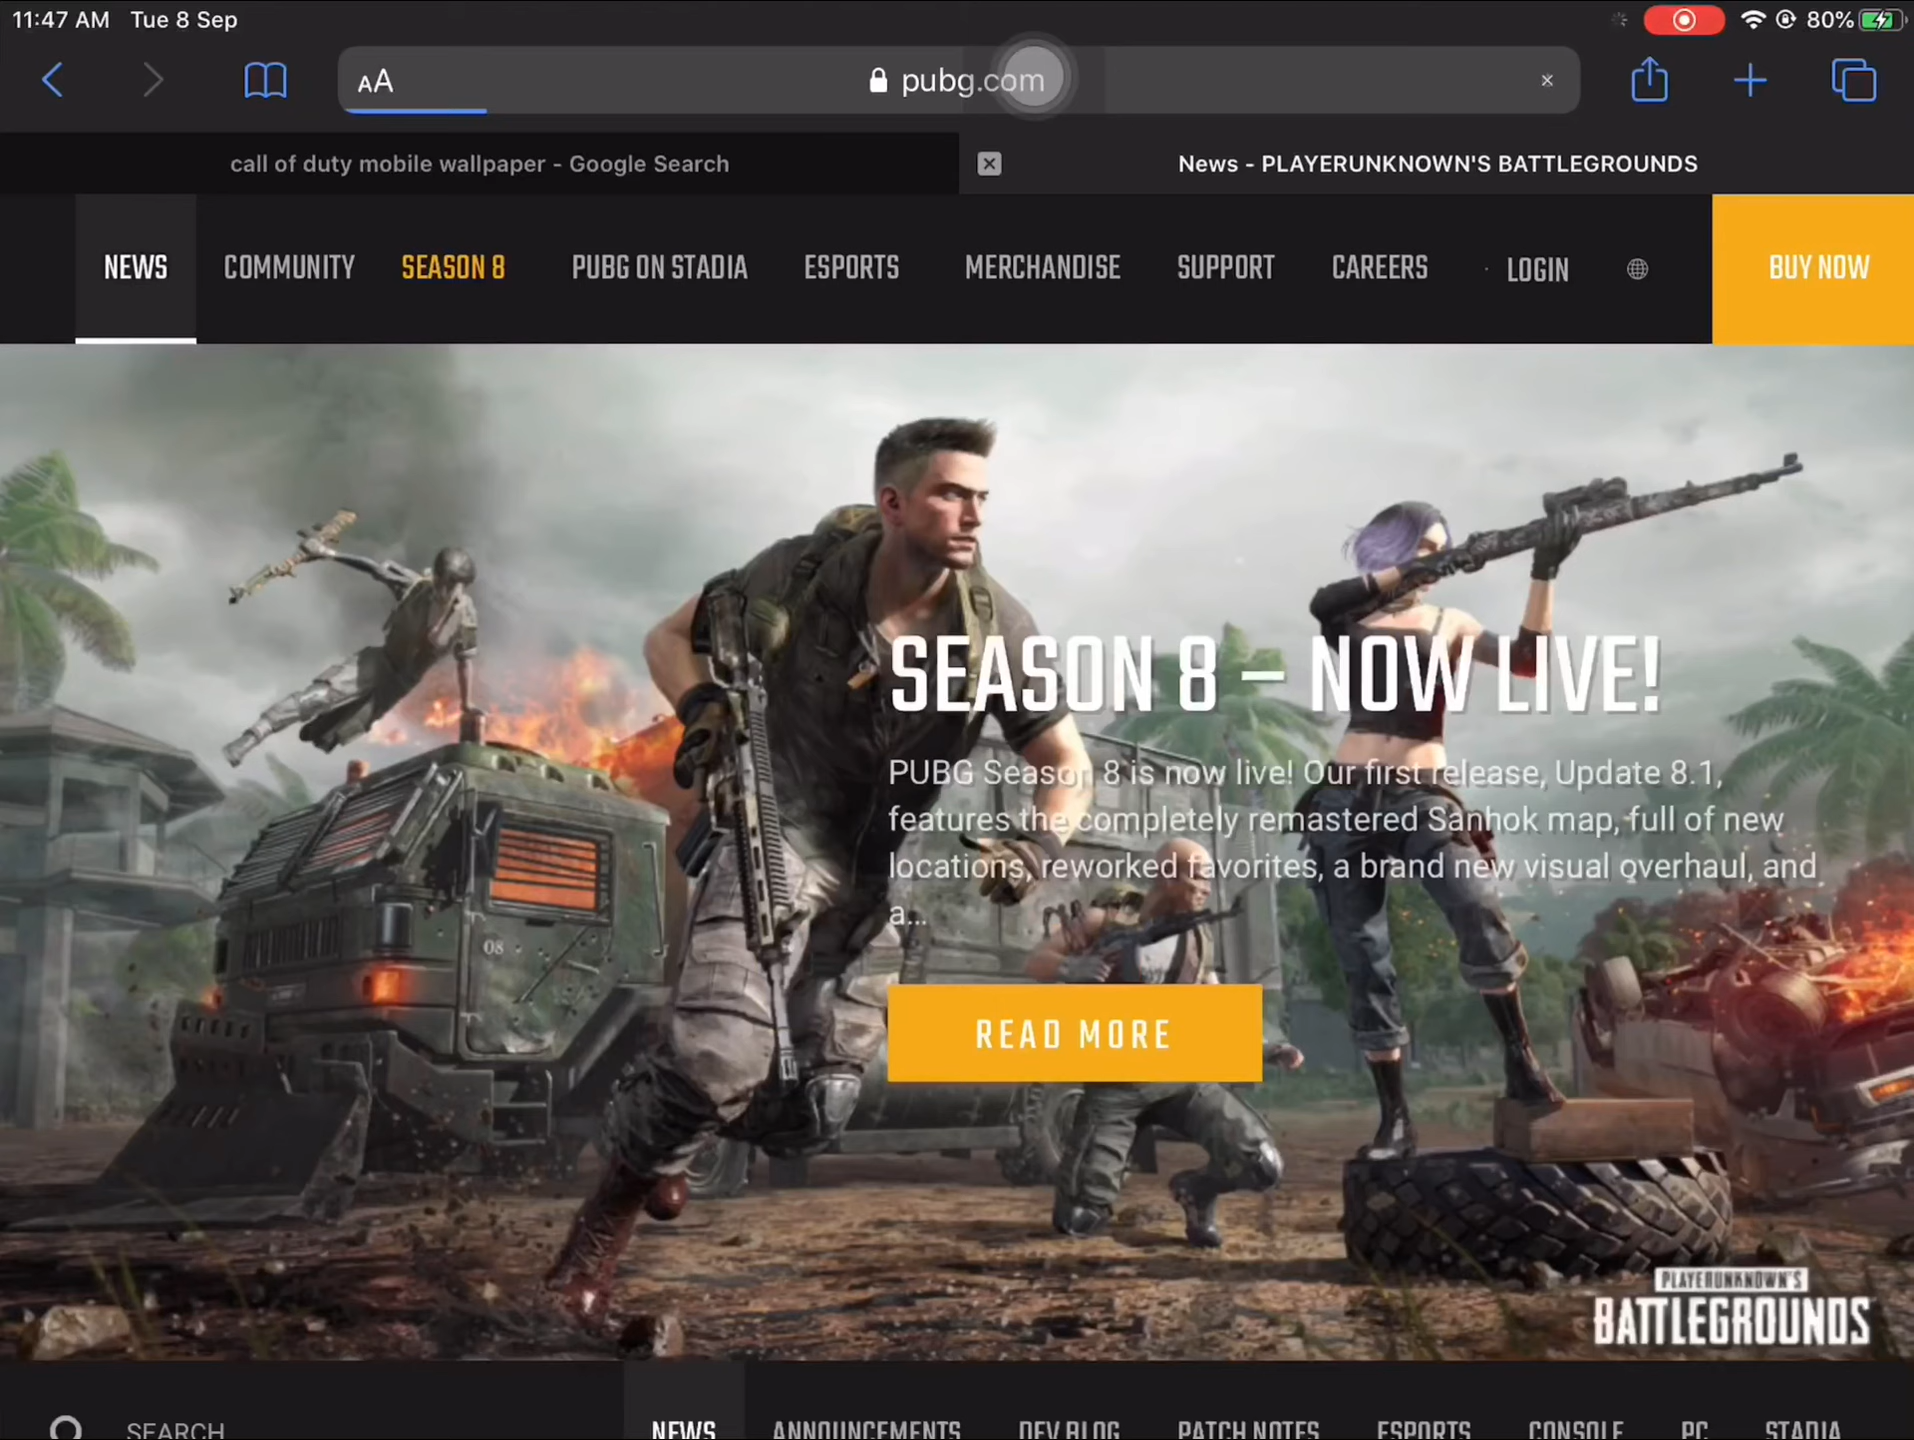 11:47 AM Tue 8 Sep
80%
AA
pubg.com
call of duty mobile wallpaper - Google Search
News - PLAYERUNKNOWN'S BATTLEGROUNDS
NEWS COMMUNITY SEASON 8 PUBG ON STADIA ESPORTS MERCHANDISE SUPPORT CAREERS LOGIN BUY NOW
SEASON 8 – NOW LIVE!
PUBG Season 8 is now live! Our first release, Update 8.1,
features the completely remastered Sanhok map, full of new
locations, reworked favorites, a brand new visual overhaul, and
a...
08
READ MORE
PLAYERUNKNOWN'S
BATTLEGROUNDS
SEARCH NEWS ANNOUNCEMENTS DEV BLOG PATCH NOTES ESPORTS CONSOLE PC STADIA